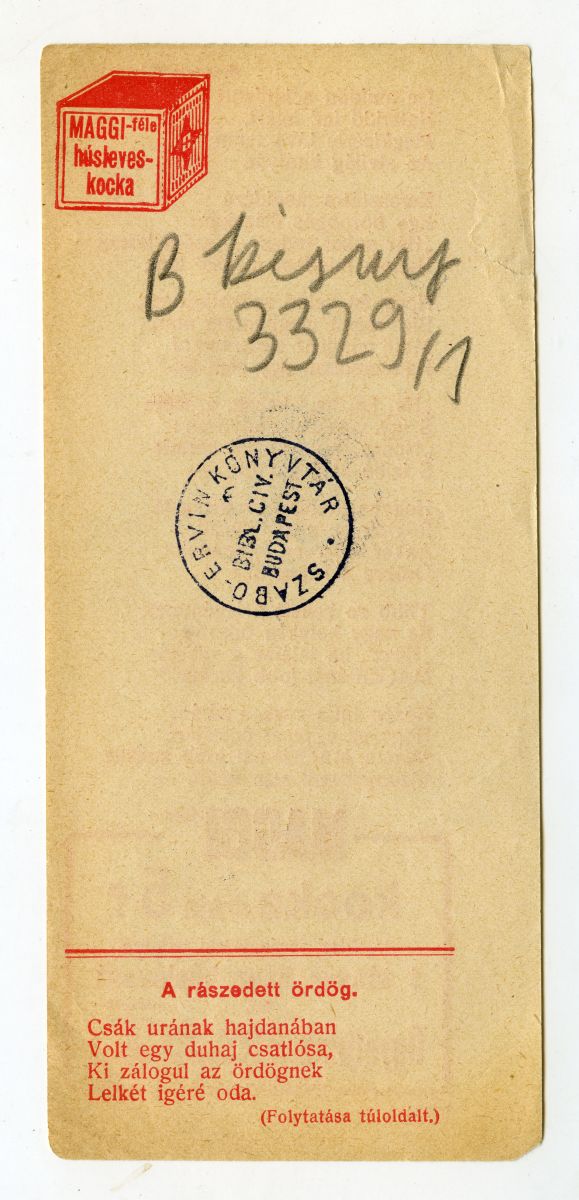 MAGGI-féle
húsleves-
kocka
B
3329/1
SZABÓ-ERVIN KÖNYVTÁR •
BIBL. CIV.
BUDAPEST
A rászedett ördög.
Csák urának hajdanában
Volt egy duhaj csatlósa,
Ki zálogul az ördögnek
Lelkét igéré oda.
(Folytatása túloldalt.)